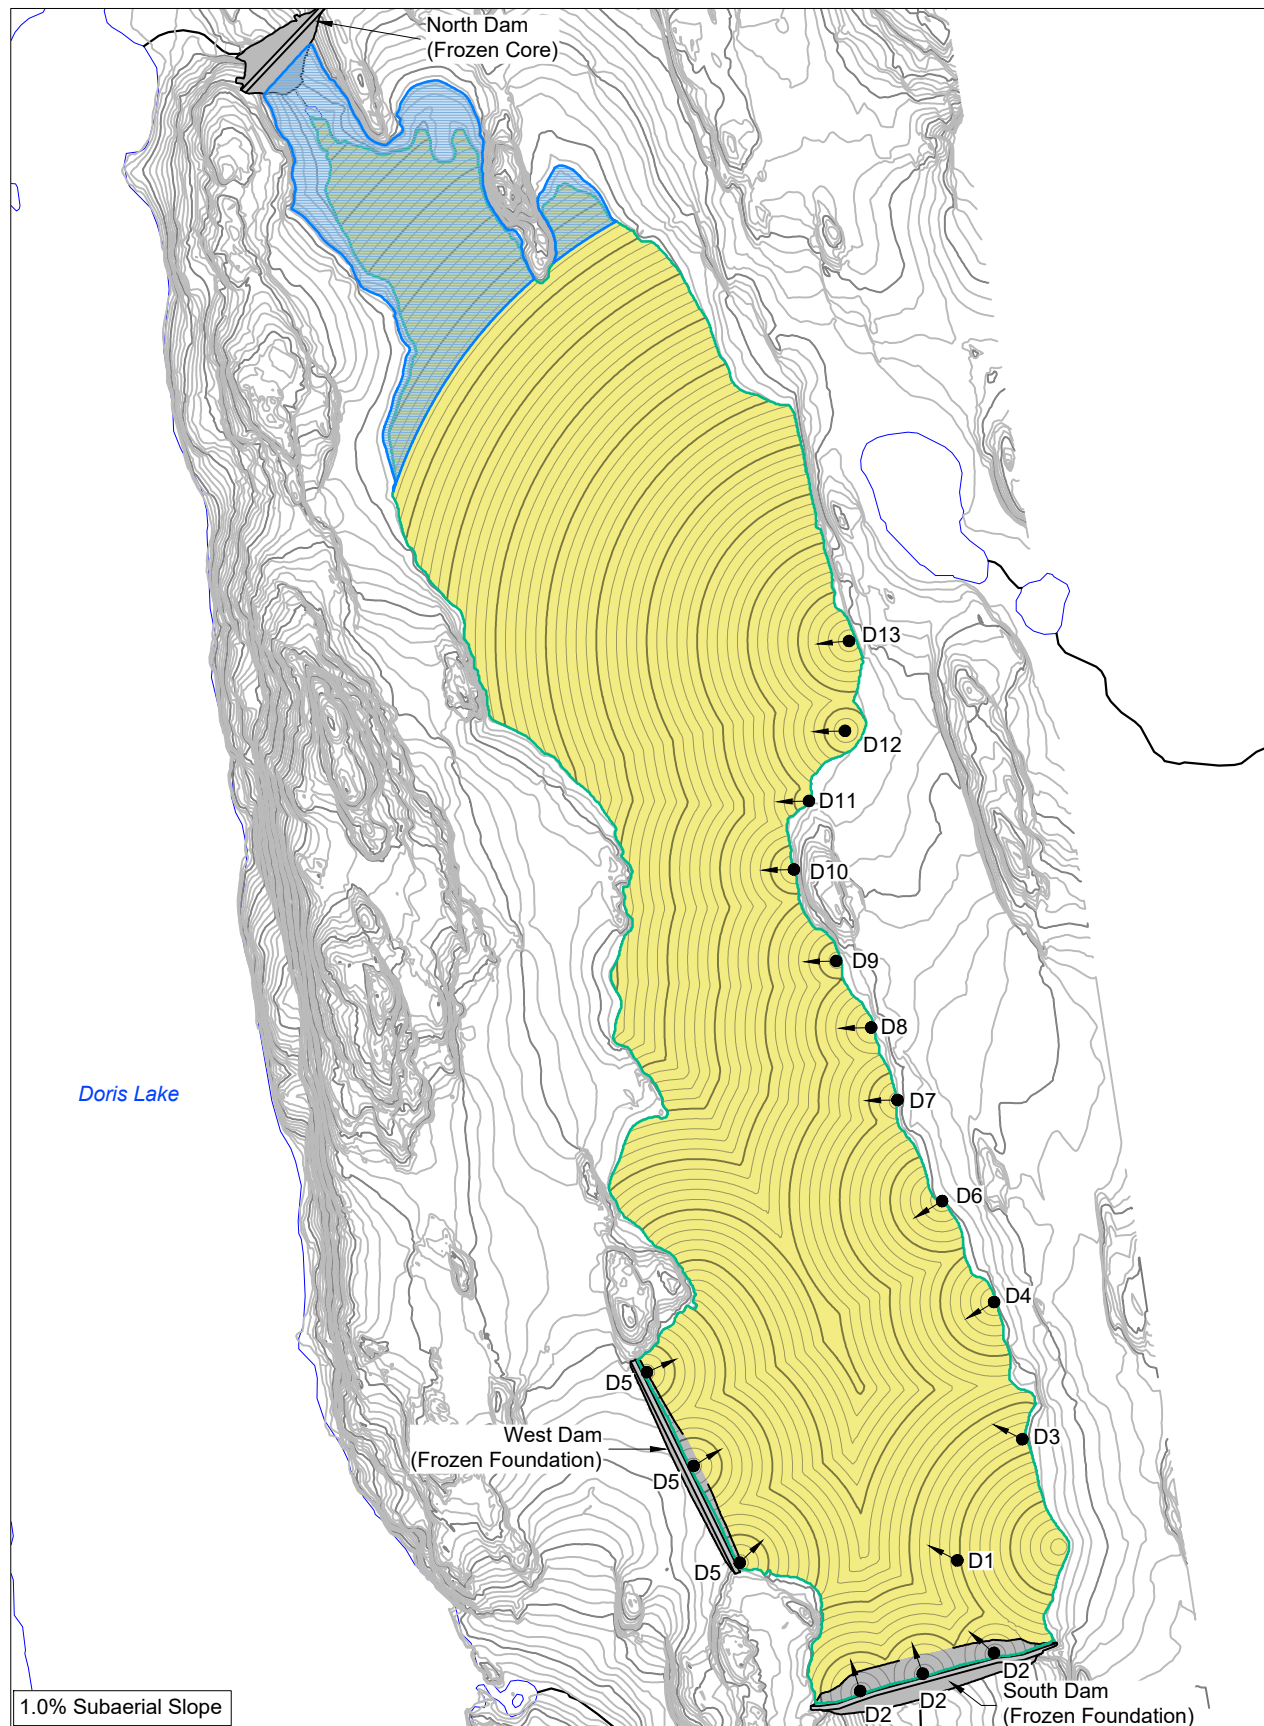 North Dam
(Frozen Core)
D13
D12
D11
D10
D9
D8
Doris Lake
D7
D6
D4
D5
West Dam
(Frozen Foundation)
D3
D5
D1
D5
D2
D2
D2
South Dam
(Frozen Foundation)
1.0% Subaerial Slope